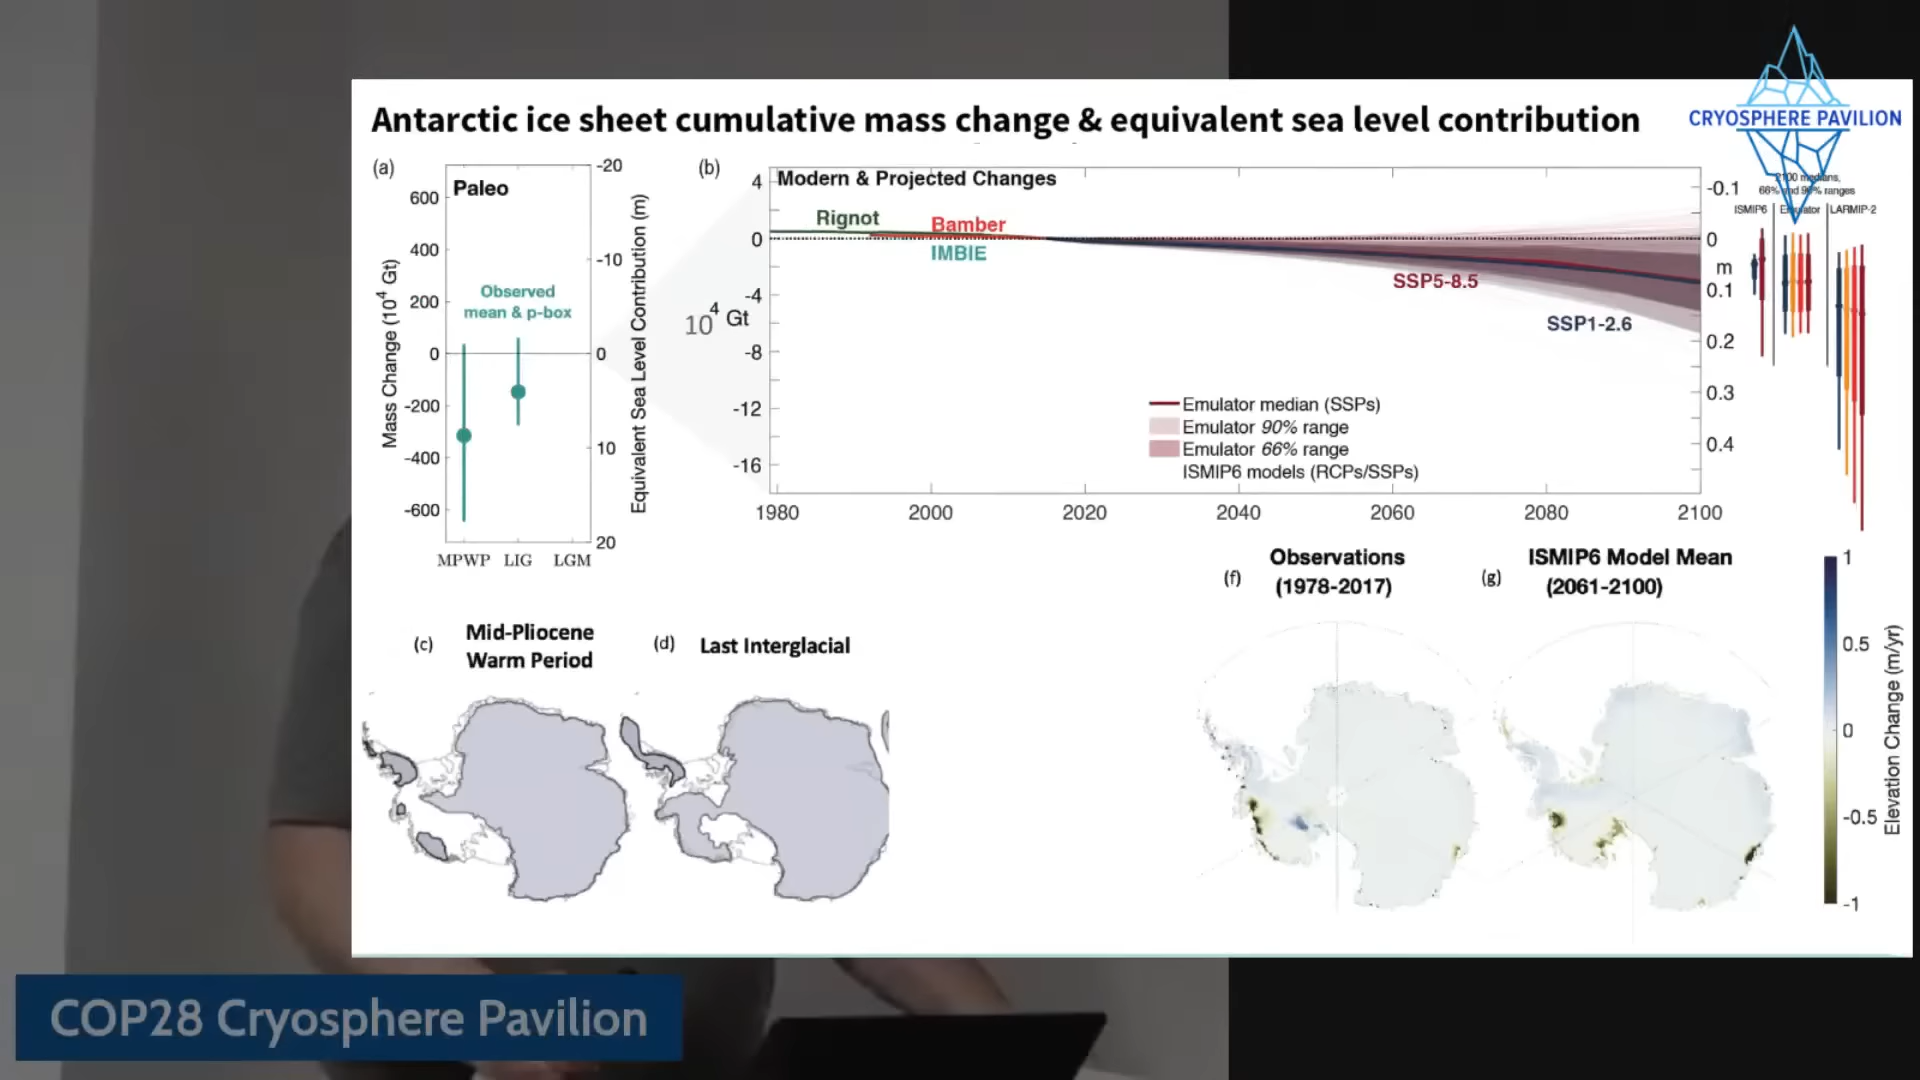 Antarctic ice sheet cumulative mass change & equivalent sea level contribution
CRYOSPHERE PAVILION
(a)
Paleo
600
400
200
0
-200
-400
-600
Mass Change (10⁴ Gt)
Observed
mean & p-box
-20
-10
0
10
20
Equivalent Sea Level Contribution (m)
MPWP LIG LGM
(b)
Modern & Projected Changes
4
0
-4
-8
-12
-16
10⁴ Gt
Rignot
Bamber
IMBIE
SSP5-8.5
SSP1-2.6
Emulator median (SSPs)
Emulator 90% range
Emulator 66% range
ISMIP6 models (RCPs/SSPs)
1980 2000 2020 2040 2060 2080 2100
-0.1
0
m
0.1
0.2
0.3
0.4
2100 medians,
66% and 90% ranges
ISMIP6 Emulator LARMIP-2
(c) Mid-Pliocene
Warm Period
(d) Last Interglacial
(f) Observations
(1978-2017)
(g) ISMIP6 Model Mean
(2061-2100)
1
0.5
0
-0.5
-1
Elevation Change (m/yr)
COP28 Cryosphere Pavilion